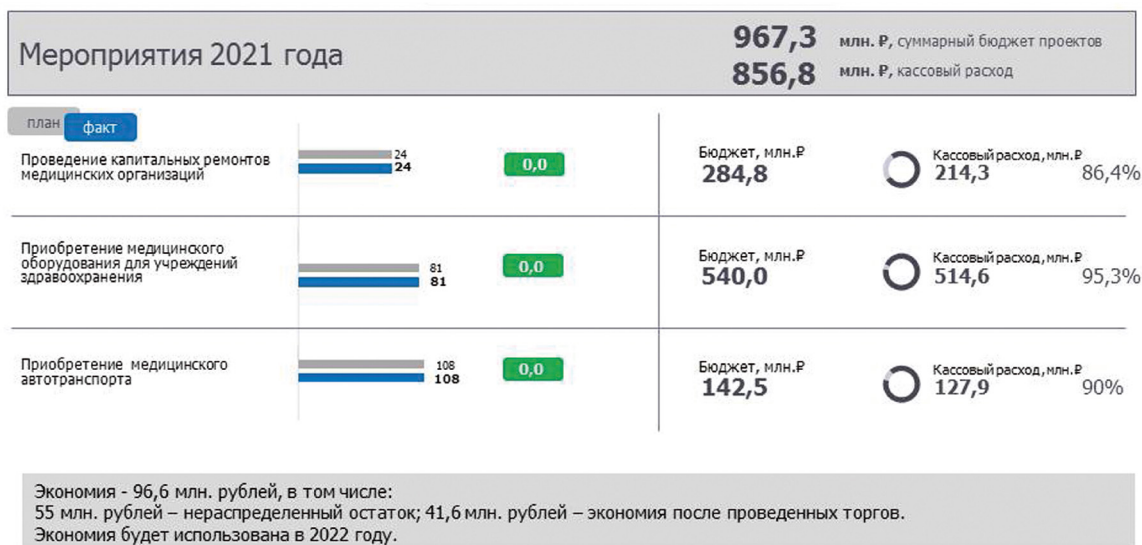 Мероприятия 2021 года
967,3 млн. ₽, суммарный бюджет проектов
856,8 млн. ₽, кассовый расход
план
факт
Проведение капитальных ремонтов
медицинских организаций
24
24
0,0
Бюджет, млн.₽
284,8
Кассовый расход, млн.₽
214,3
86,4%
Приобретение медицинского
оборудования для учреждений
здравоохранения
81
81
0,0
Бюджет, млн.₽
540,0
Кассовый расход, млн.₽
514,6
95,3%
Приобретение медицинского
автотранспорта
108
108
0,0
Бюджет, млн.₽
142,5
Кассовый расход, млн.₽
127,9
90%
Экономия - 96,6 млн. рублей, в том числе:
55 млн. рублей – нераспределенный остаток; 41,6 млн. рублей – экономия после проведенных торгов.
Экономия будет использована в 2022 году.